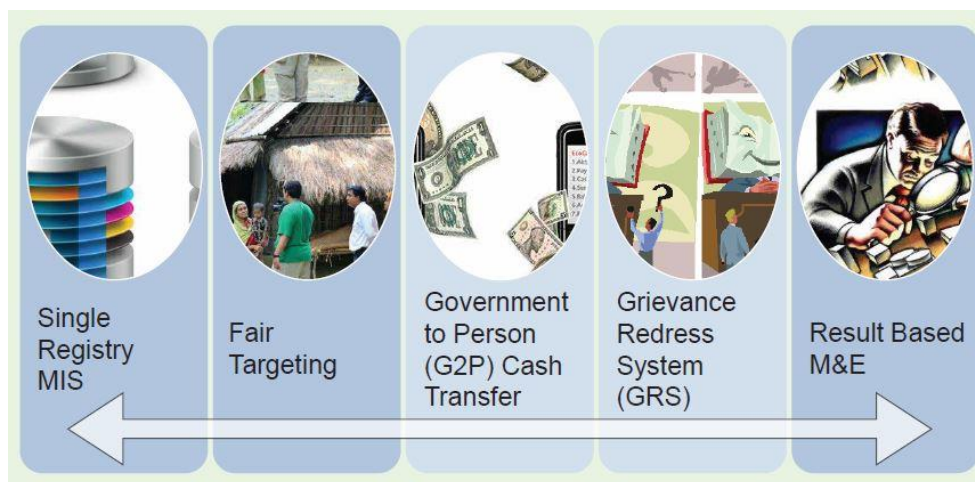 Single
Registry
MIS
Fair
Targeting
Government
to Person
(G2P) Cash
Transfer
Grievance
Redress
System
(GRS)
Result Based
M&E